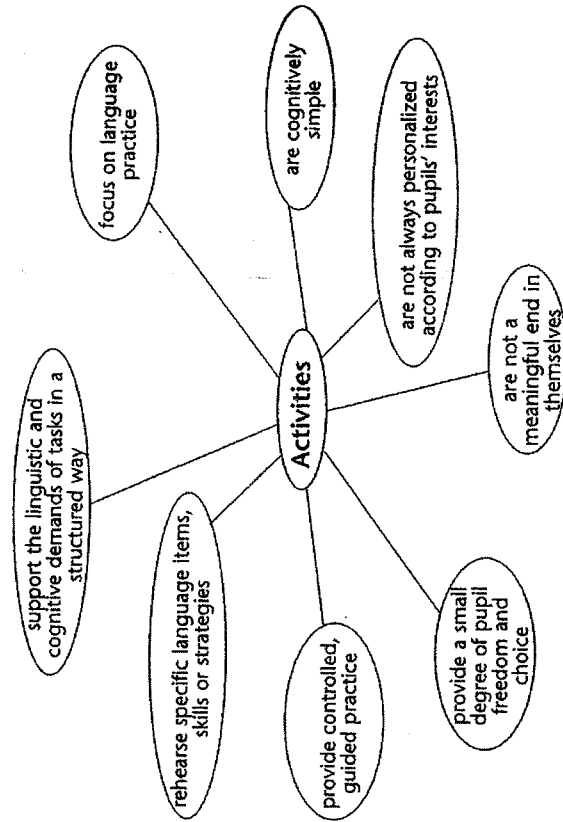 support the linguistic and
cognitive demands of tasks in a
structured way
focus on language
practice
rehearse specific language items,
skills or strategies
are cognitively
simple
Activities
provide controlled,
guided practice
are not always personalized
according to pupils' interests
provide a small
degree of pupil
freedom and
choice
are not a
meaningful end in
themselves